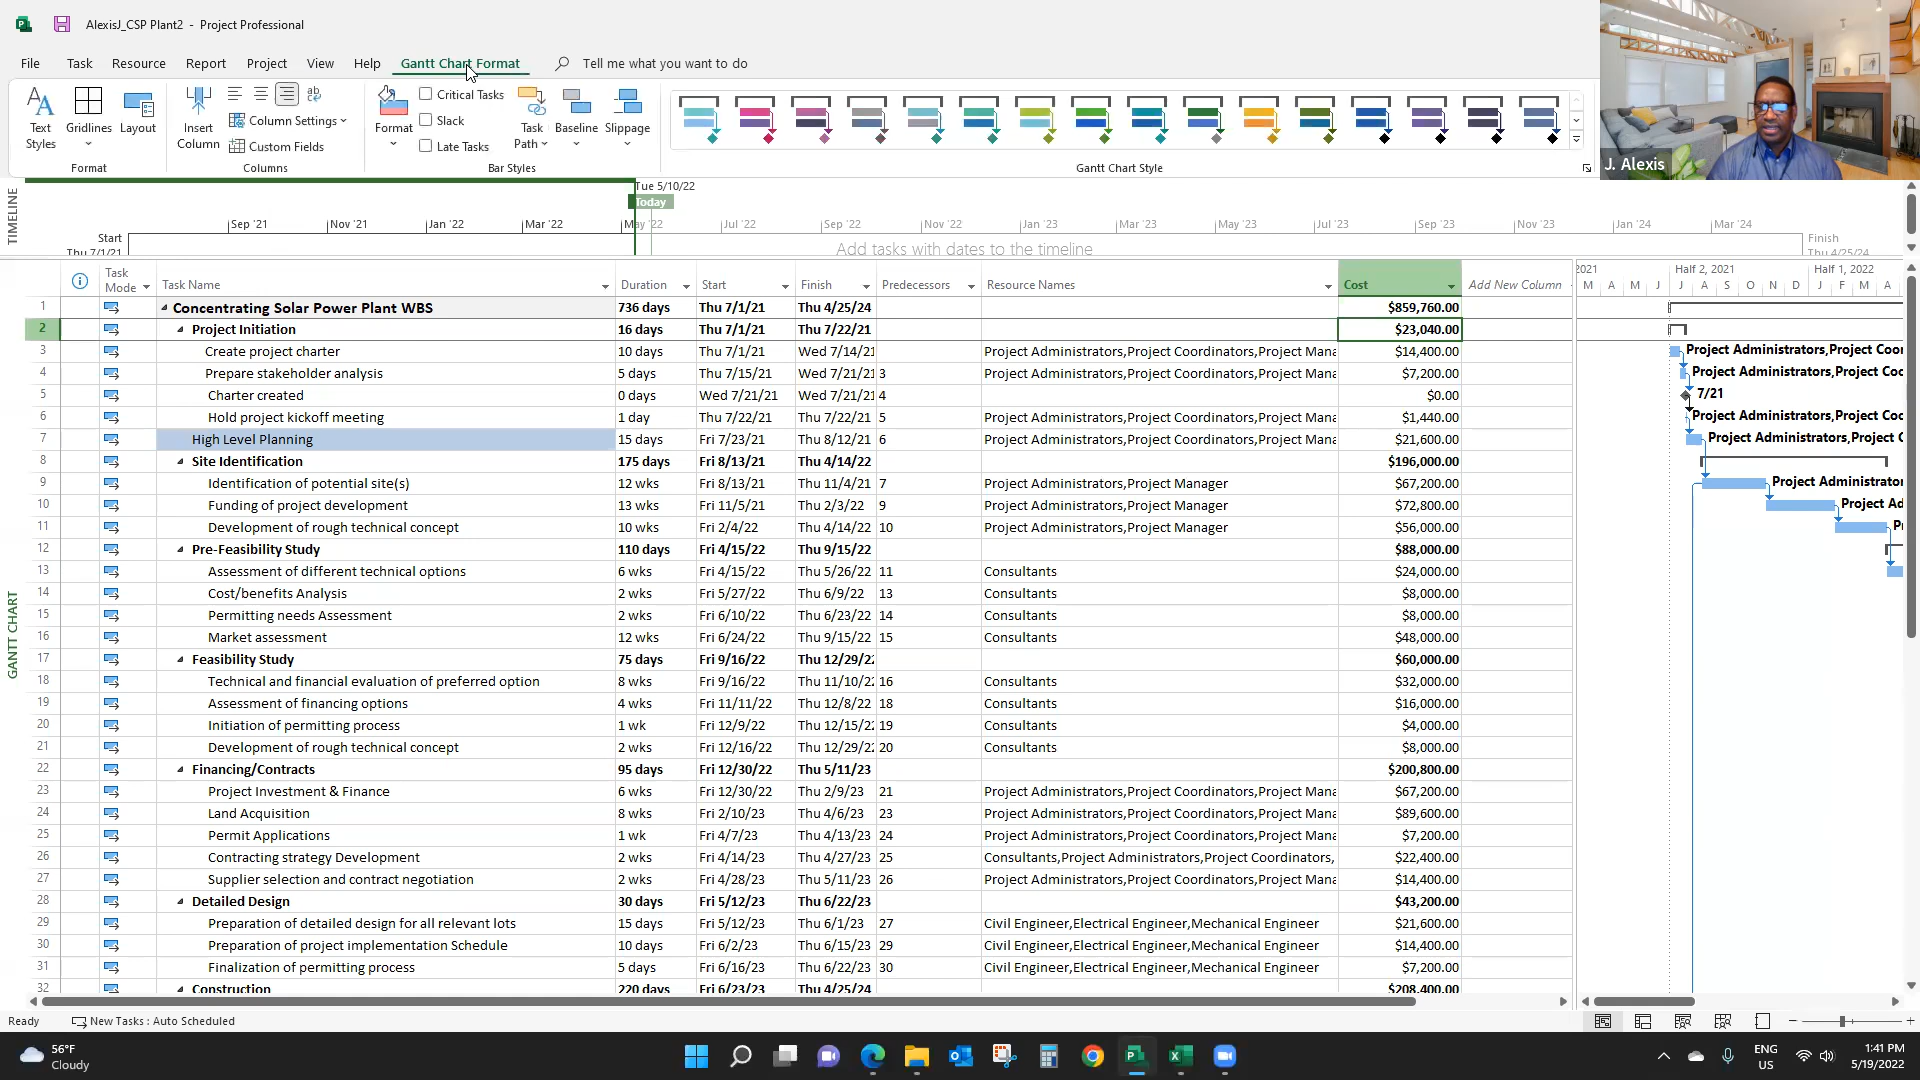 AlexisJ_CSP Plant2 - Project Professional
File Task Resource Report Project View Help Gantt Chart Format Tell me what you want to do
Text Styles
Gridlines
Layout
Format
Insert Column
Column Settings
Custom Fields
Columns
Format
Critical Tasks
Slack
Late Tasks
Task Path
Baseline
Slippage
Bar Styles
Gantt Chart Style
J. Alexis
TIMELINE
Tue 5/10/22
Today
Sep '21 Nov '21 Jan '22 Mar '22 May '22 Jul '22 Sep '22 Nov '22 Jan '23 Mar '23 May '23 Jul '23 Sep '23 Nov '23 Jan '24 Mar '24
Start
Thu 7/1/21
Add tasks with dates to the timeline
Finish
Thu 4/25/24
GANTT CHART
Task Mode Task Name Duration Start Finish Predecessors Resource Names Cost Add New Column
2021 Half 2, 2021 Half 1, 2022
M A M J J A S O N D J F M A
1 Concentrating Solar Power Plant WBS 736 days Thu 7/1/21 Thu 4/25/24 $859,760.00
2 Project Initiation 16 days Thu 7/1/21 Thu 7/22/21 $23,040.00
3 Create project charter 10 days Thu 7/1/21 Wed 7/14/21 Project Administrators,Project Coordinators,Project Mana $14,400.00 Project Administrators,Project Coor
4 Prepare stakeholder analysis 5 days Thu 7/15/21 Wed 7/21/21 3 Project Administrators,Project Coordinators,Project Mana $7,200.00 Project Administrators,Project Co
5 Charter created 0 days Wed 7/21/21 Wed 7/21/21 4 $0.00 7/21
6 Hold project kickoff meeting 1 day Thu 7/22/21 Thu 7/22/21 5 Project Administrators,Project Coordinators,Project Mana $1,440.00 Project Administrators,Project Co
7 High Level Planning 15 days Fri 7/23/21 Thu 8/12/21 6 Project Administrators,Project Coordinators,Project Mana $21,600.00 Project Administrators,Project C
8 Site Identification 175 days Fri 8/13/21 Thu 4/14/22 $196,000.00
9 Identification of potential site(s) 12 wks Fri 8/13/21 Thu 11/4/21 7 Project Administrators,Project Manager $67,200.00 Project Administrator
10 Funding of project development 13 wks Fri 11/5/21 Thu 2/3/22 9 Project Administrators,Project Manager $72,800.00 Project Ad
11 Development of rough technical concept 10 wks Fri 2/4/22 Thu 4/14/22 10 Project Administrators,Project Manager $56,000.00 P
12 Pre-Feasibility Study 110 days Fri 4/15/22 Thu 9/15/22 $88,000.00
13 Assessment of different technical options 6 wks Fri 4/15/22 Thu 5/26/22 11 Consultants $24,000.00
14 Cost/benefits Analysis 2 wks Fri 5/27/22 Thu 6/9/22 13 Consultants $8,000.00
15 Permitting needs Assessment 2 wks Fri 6/10/22 Thu 6/23/22 14 Consultants $8,000.00
16 Market assessment 12 wks Fri 6/24/22 Thu 9/15/22 15 Consultants $48,000.00
17 Feasibility Study 75 days Fri 9/16/22 Thu 12/29/22 $60,000.00
18 Technical and financial evaluation of preferred option 8 wks Fri 9/16/22 Thu 11/10/22 16 Consultants $32,000.00
19 Assessment of financing options 4 wks Fri 11/11/22 Thu 12/8/22 18 Consultants $16,000.00
20 Initiation of permitting process 1 wk Fri 12/9/22 Thu 12/15/22 19 Consultants $4,000.00
21 Development of rough technical concept 2 wks Fri 12/16/22 Thu 12/29/22 20 Consultants $8,000.00
22 Financing/Contracts 95 days Fri 12/30/22 Thu 5/11/23 $200,800.00
23 Project Investment & Finance 6 wks Fri 12/30/22 Thu 2/9/23 21 Project Administrators,Project Coordinators,Project Mana $67,200.00
24 Land Acquisition 8 wks Fri 2/10/23 Thu 4/6/23 23 Project Administrators,Project Coordinators,Project Mana $89,600.00
25 Permit Applications 1 wk Fri 4/7/23 Thu 4/13/23 24 Project Administrators,Project Coordinators,Project Mana $7,200.00
26 Contracting strategy Development 2 wks Fri 4/14/23 Thu 4/27/23 25 Consultants,Project Administrators,Project Coordinators, $22,400.00
27 Supplier selection and contract negotiation 2 wks Fri 4/28/23 Thu 5/11/23 26 Project Administrators,Project Coordinators,Project Mana $14,400.00
28 Detailed Design 30 days Fri 5/12/23 Thu 6/22/23 $43,200.00
29 Preparation of detailed design for all relevant lots 15 days Fri 5/12/23 Thu 6/1/23 27 Civil Engineer,Electrical Engineer,Mechanical Engineer $21,600.00
30 Preparation of project implementation Schedule 10 days Fri 6/2/23 Thu 6/15/23 29 Civil Engineer,Electrical Engineer,Mechanical Engineer $14,400.00
31 Finalization of permitting process 5 days Fri 6/16/23 Thu 6/22/23 30 Civil Engineer,Electrical Engineer,Mechanical Engineer $7,200.00
32 Construction 220 days Fri 6/23/23 Thu 4/25/24 $208,400.00
Ready New Tasks : Auto Scheduled
56°F
Cloudy
ENG
US
1:41 PM
5/19/2022